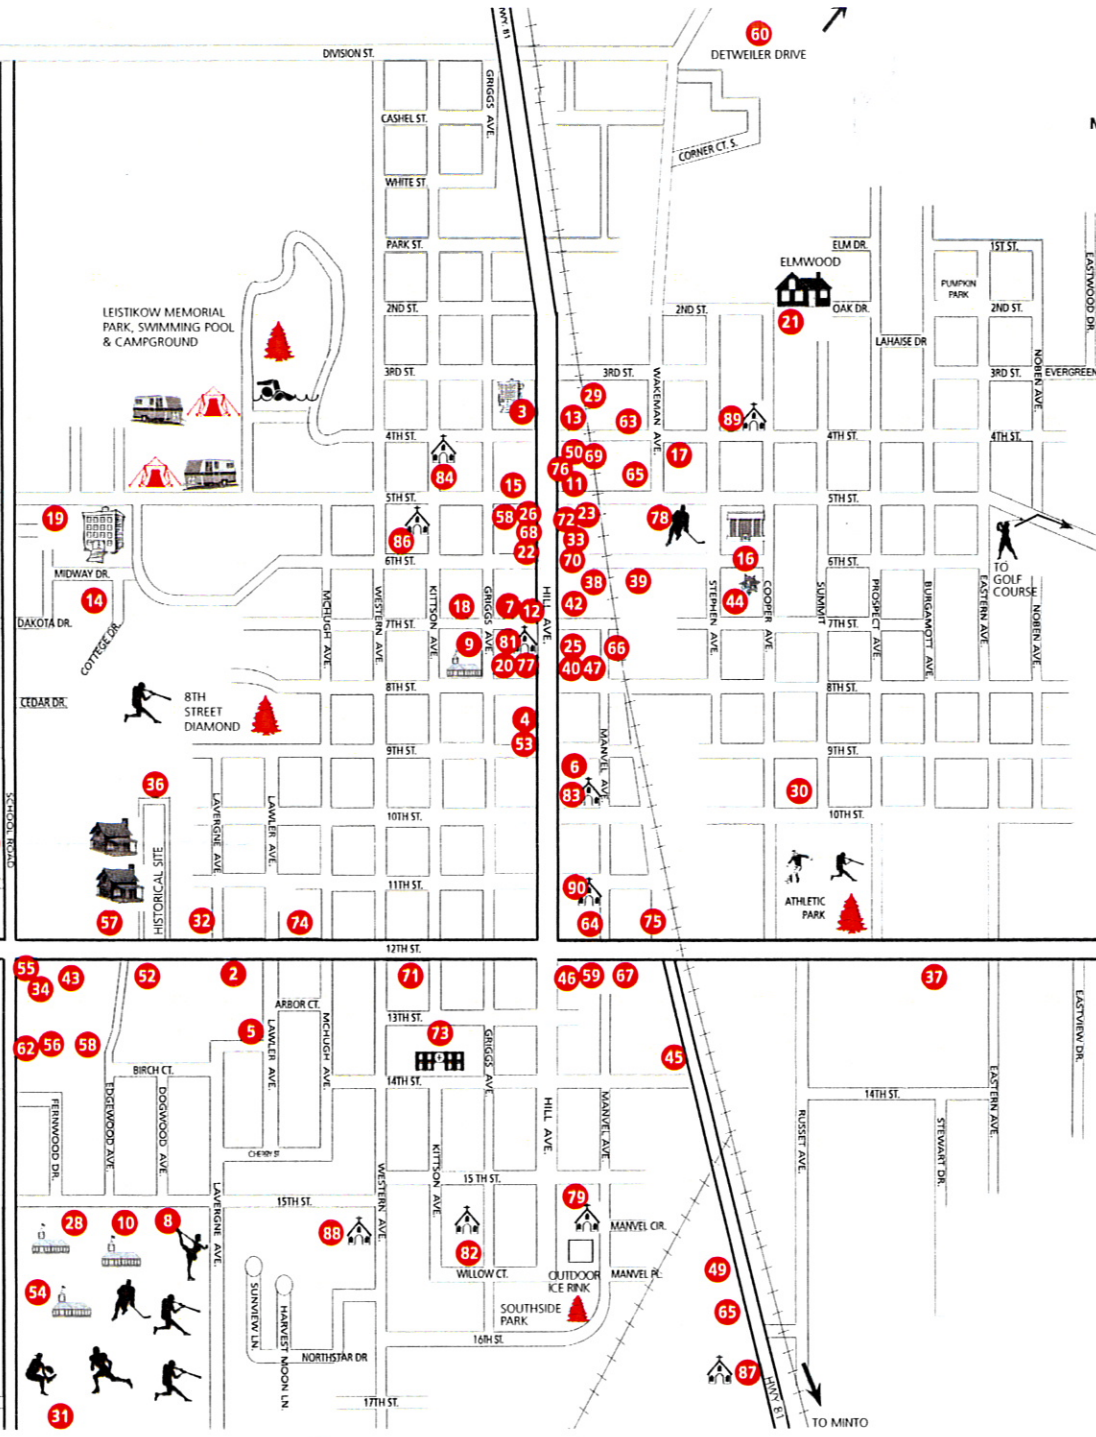 HWY. 81
60
DETWEILER DRIVE
DIVISION ST.
GRIGGS AVE.
CASHEL ST.
CORNER CT. S.
WHITE ST.
PARK ST.
ELM DR.
1ST ST.
ELMWOOD
EASTWOOD DR.
PUMPKIN
PARK
LEISTIKOW MEMORIAL
PARK, SWIMMING POOL
& CAMPGROUND
2ND ST.
2ND ST.
OAK DR.
2ND ST.
21
LAHAISE DR
3RD ST.
3RD ST.
WAKEMAN AVE.
3RD ST.
NOBEN AVE.
EVERGREEN
29
3
13
63
89
4TH ST.
4TH ST.
4TH ST.
84
50
69
17
76
65
15
11
5TH ST.
5TH ST.
19
58
26
72
23
78
68
33
86
22
70
16
6TH ST.
6TH ST.
TO
GOLF
COURSE
MIDWAY DR.
14
38
39
44
18
7
12
42
MCHUGH AVE.
WESTERN AVE.
KITTSON AVE.
GRIGGS AVE.
HILL AVE.
STEPHEN AVE.
COOPER AVE.
SUMMIT
PROSPECT AVE.
BURGAMOTT AVE.
EASTERN AVE.
NOBEN AVE.
DAKOTA DR.
COTTEGE DR.
7TH ST.
7TH ST.
9
81
25
66
20
77
40
47
8TH ST.
8TH ST.
CEDAR DR.
8TH
STREET
DIAMOND
4
53
MANVEL AVE.
9TH ST.
9TH ST.
6
36
83
30
SCHOOL ROAD
LAVERGNE AVE
LAWLER AVE.
10TH ST.
10TH ST.
HISTORICAL SITE
11TH ST.
90
ATHLETIC
PARK
57
32
74
64
75
12TH ST.
55
34
43
52
2
71
46
59
67
37
ARBOR CT.
LAWLER AVE.
MCHUGH AVE.
13TH ST.
5
73
GRIGGS AVE.
EASTVIEW DR.
62
56
58
45
BIRCH CT.
14TH ST.
14TH ST.
FERNWOOD DR.
EDGEWOOD AVE.
DOGWOOD AVE.
HILL AVE.
MANVEL AVE.
RUSSET AVE.
STEWART DR.
EASTERN AVE.
CHERRY ST
KITTSON AVE.
WESTERN AVE.
15 TH ST.
15TH ST.
LAVERGNE AVE.
79
28
10
8
88
82
MANVEL CIR.
WILLOW CT.
OUTDOOR
ICE RINK
MANVEL PL.
49
54
SUNVIEW LN.
HARVEST MOON LN.
SOUTHSIDE
PARK
65
16TH ST.
NORTHSTAR DR
87
HWY 81
17TH ST.
31
TO MINTO